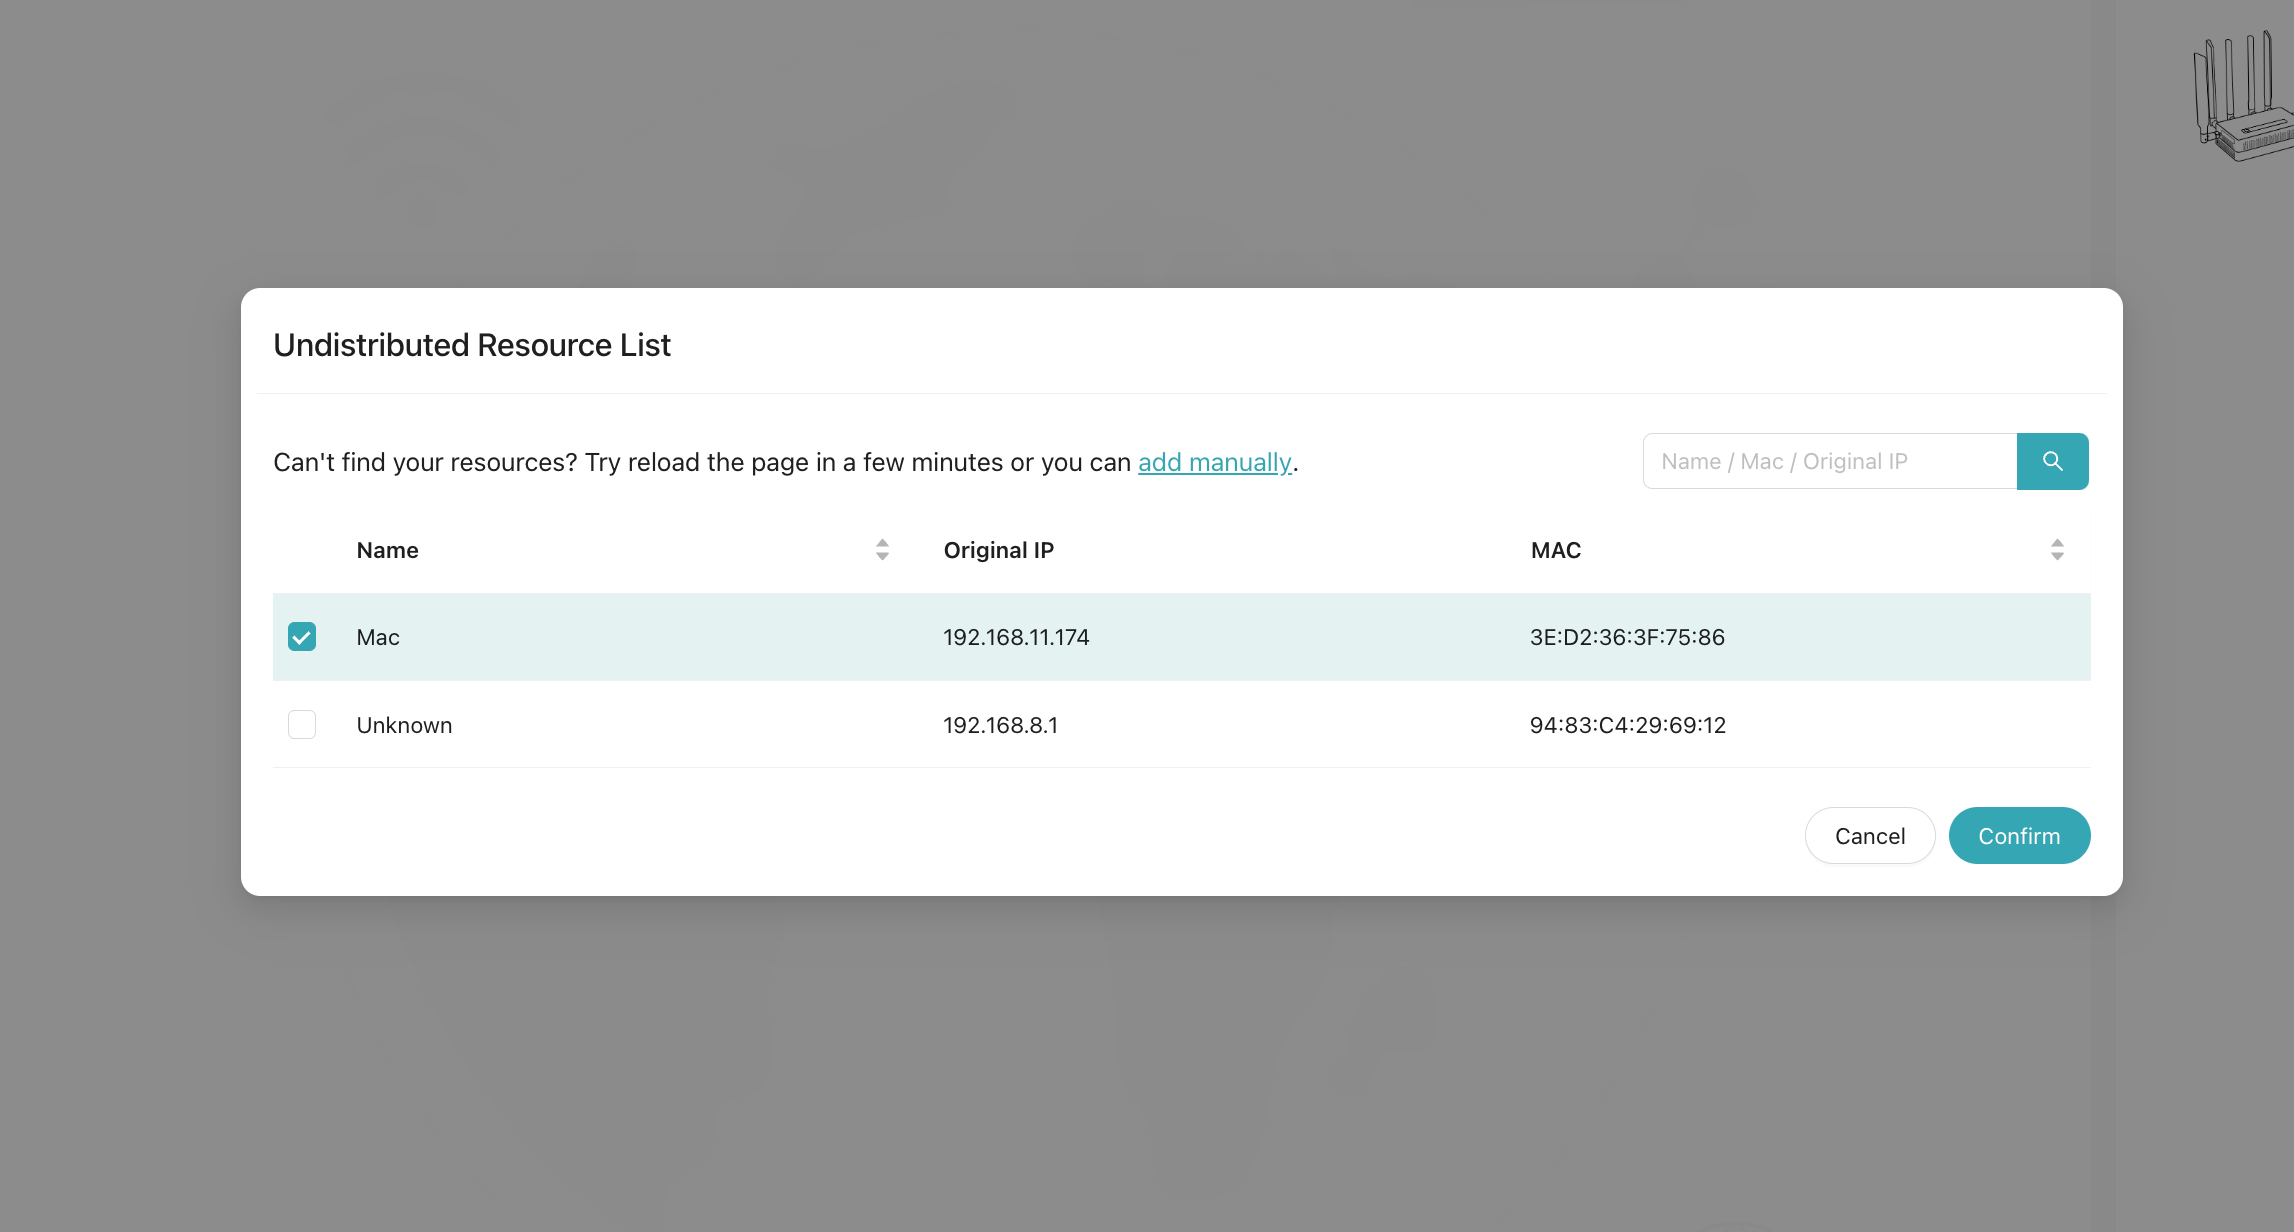 Undistributed Resource List
Can't find your resources? Try reload the page in a few minutes or you can add manually.
Name / Mac / Original IP
Name Original IP MAC
Mac 192.168.11.174 3E:D2:36:3F:75:86
Unknown 192.168.8.1 94:83:C4:29:69:12
Cancel Confirm